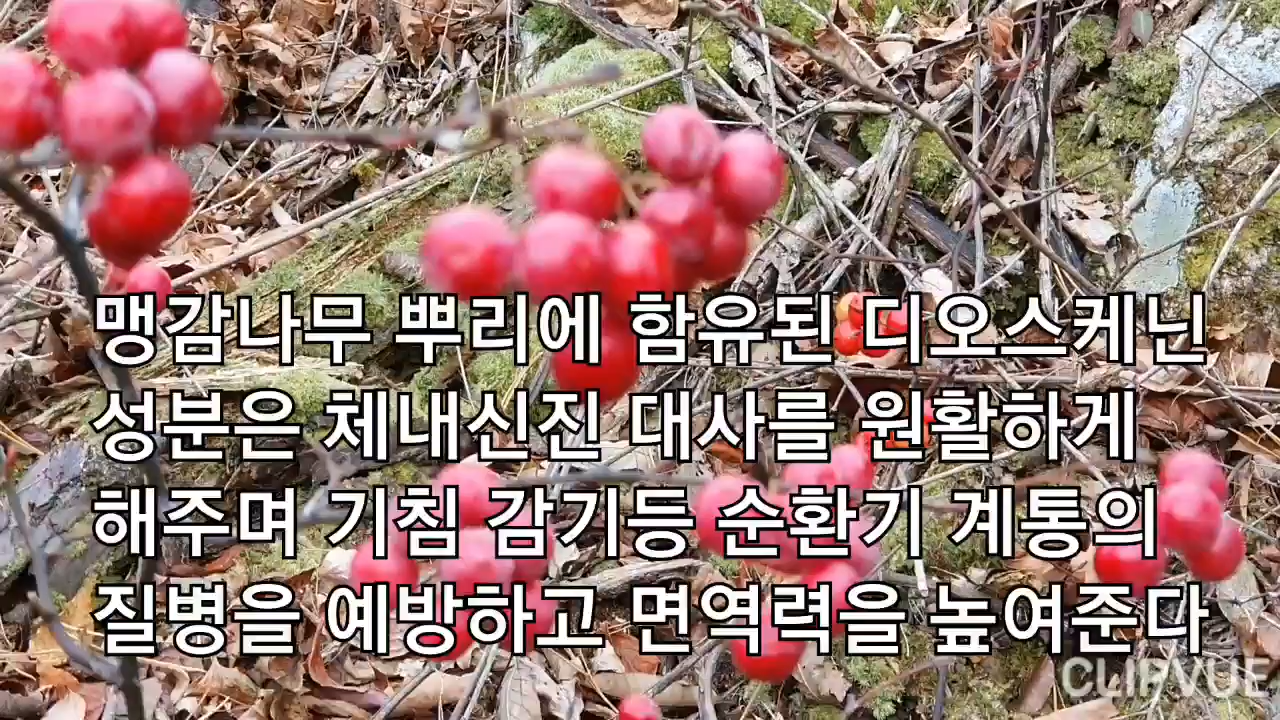 맹감나무 뿌리에 함유된 디오스케닌
성분은 체내신진 대사를 원활하게
해주며 기침 감기등 순환기 계통의
질병을 예방하고 면역력을 높여준다
CLIPVUE